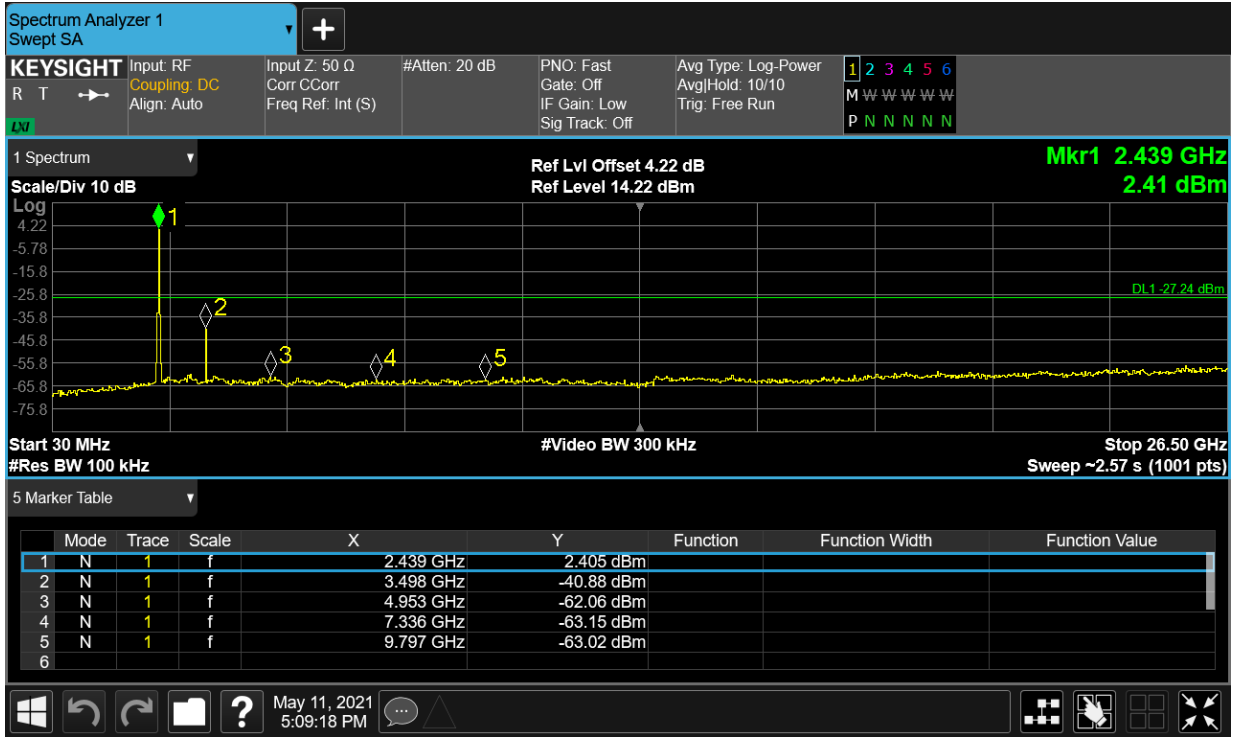 Spectrum Analyzer 1
Swept SA
KEYSIGHT
R T
LXI
Input: RF
Coupling: DC
Align: Auto
Input Z: 50 Ω
Corr CCorr
Freq Ref: Int (S)
#Atten: 20 dB
PNO: Fast
Gate: Off
IF Gain: Low
Sig Track: Off
Avg Type: Log-Power
Avg|Hold: 10/10
Trig: Free Run
1 2 3 4 5 6
M W W W W W
P N N N N N
1 Spectrum
Scale/Div 10 dB
Ref Lvl Offset 4.22 dB
Ref Level 14.22 dBm
Mkr1 2.439 GHz
2.41 dBm
Log
4.22
-5.78
-15.8
-25.8
-35.8
-45.8
-55.8
-65.8
-75.8
1
2
3
4
5
DL1 -27.24 dBm
Start 30 MHz
#Res BW 100 kHz
#Video BW 300 kHz
Stop 26.50 GHz
Sweep ~2.57 s (1001 pts)
5 Marker Table
Mode Trace Scale X Y Function Function Width Function Value
1 N 1 f 2.439 GHz 2.405 dBm
2 N 1 f 3.498 GHz -40.88 dBm
3 N 1 f 4.953 GHz -62.06 dBm
4 N 1 f 7.336 GHz -63.15 dBm
5 N 1 f 9.797 GHz -63.02 dBm
6
?
May 11, 2021
5:09:18 PM